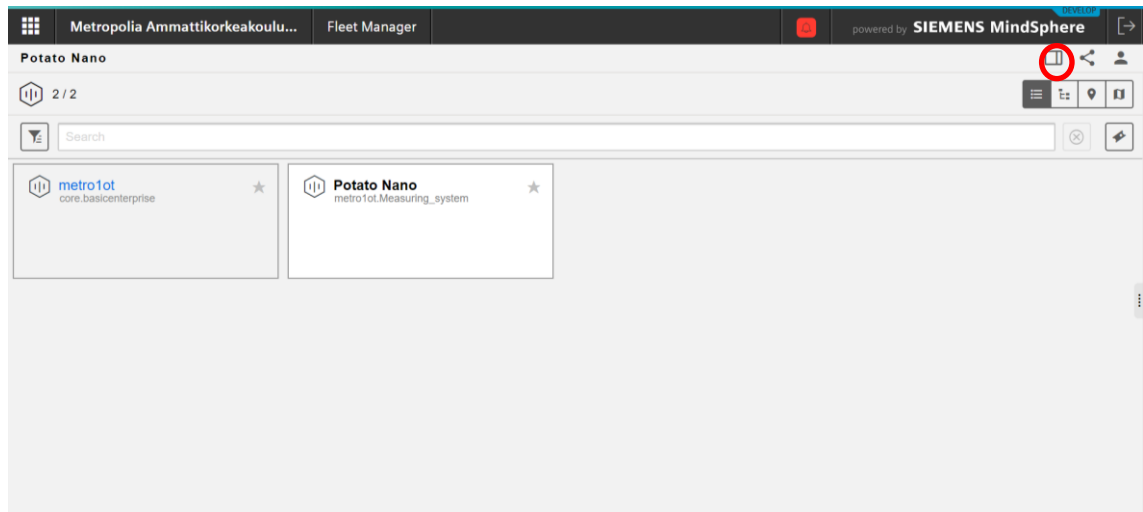 DEVELOP
Metropolia Ammattikorkeakoulu... Fleet Manager powered by SIEMENS MindSphere
Potato Nano
2 / 2
Search
metro1ot Potato Nano
core.basicenterprise metro1ot.Measuring_system